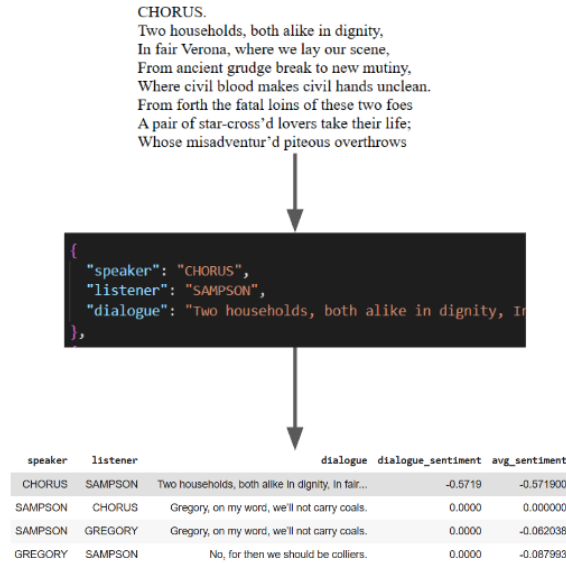 CHORUS.
Two households, both alike in dignity,
In fair Verona, where we lay our scene,
From ancient grudge break to new mutiny,
Where civil blood makes civil hands unclean.
From forth the fatal loins of these two foes
A pair of star-cross’d lovers take their life;
Whose misadventur’d piteous overthrows
{
"speaker": "CHORUS",
"listener": "SAMPSON",
"dialogue": "Two households, both alike in dignity, In
},
speaker listener dialogue dialogue_sentiment avg_sentiment
CHORUS SAMPSON Two households, both alike in dignity, In fair... -0.5719 -0.571900
SAMPSON CHORUS Gregory, on my word, we'll not carry coals. 0.0000 0.000000
SAMPSON GREGORY Gregory, on my word, we'll not carry coals. 0.0000 -0.062038
GREGORY SAMPSON No, for then we should be colliers. 0.0000 -0.087993